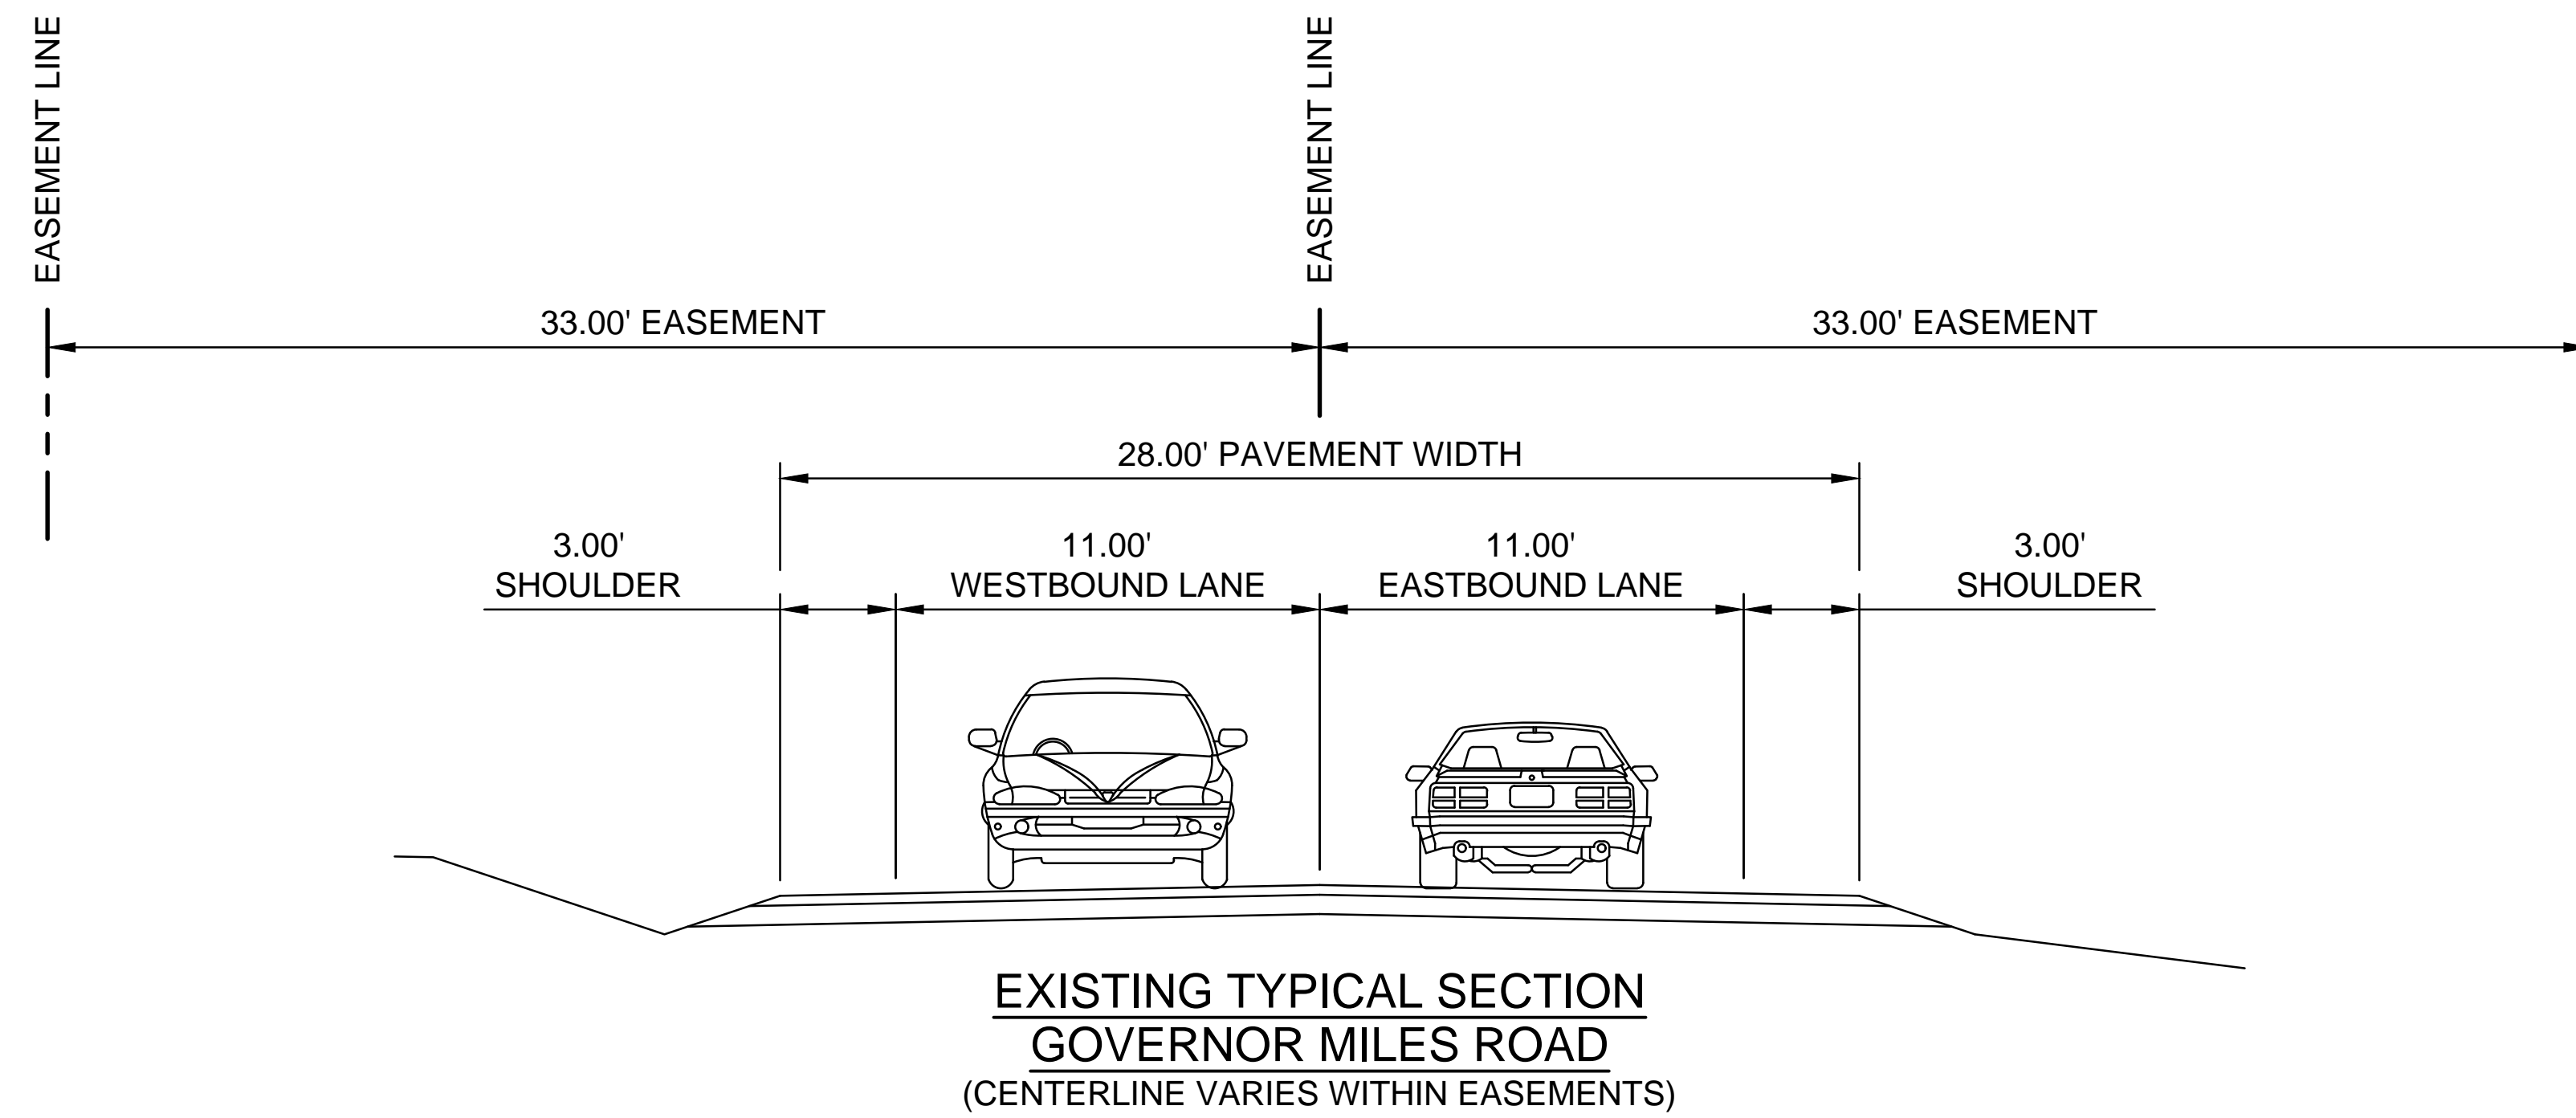 EASEMENT LINE
EASEMENT LINE
33.00' EASEMENT
33.00' EASEMENT
28.00' PAVEMENT WIDTH
3.00'
SHOULDER
11.00'
WESTBOUND LANE
11.00'
EASTBOUND LANE
3.00'
SHOULDER
EXISTING TYPICAL SECTION
GOVERNOR MILES ROAD
(CENTERLINE VARIES WITHIN EASEMENTS)